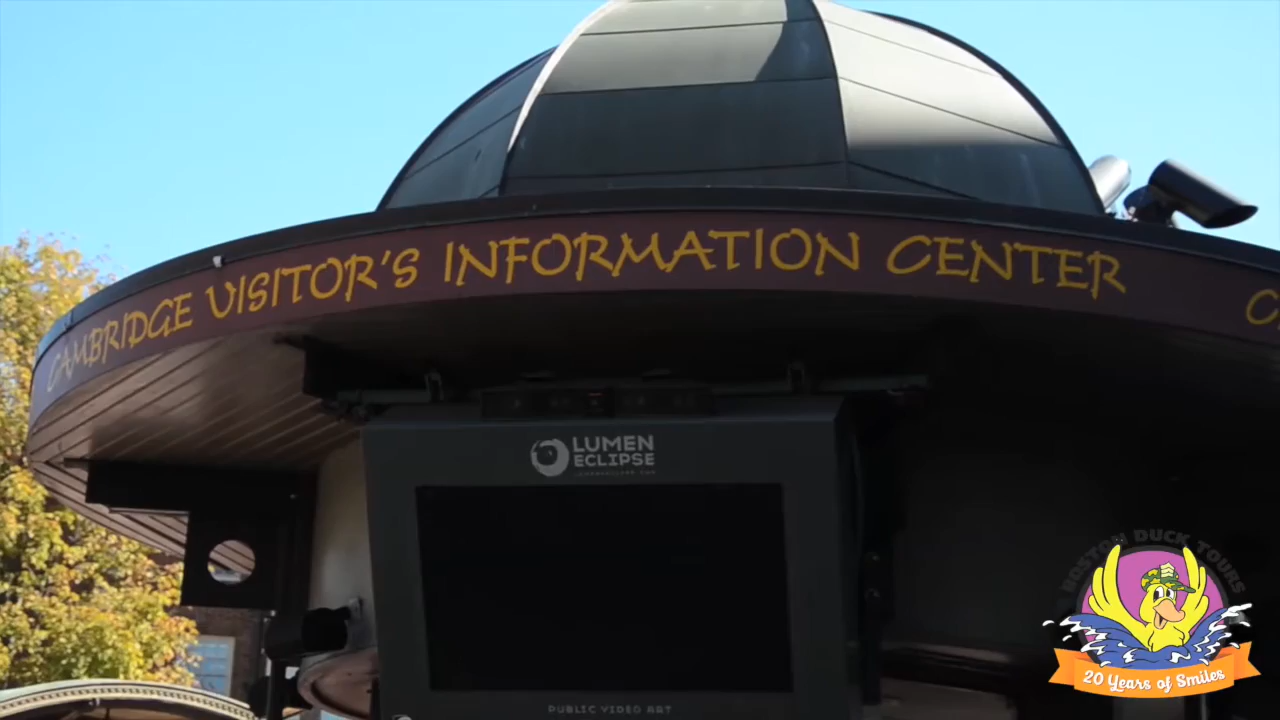 CAMBRIDGE VISITOR'S INFORMATION CENTER
LUMEN
ECLIPSE
PUBLIC VIDEO ART
BOSTON DUCK TOURS
20 Years of Smiles